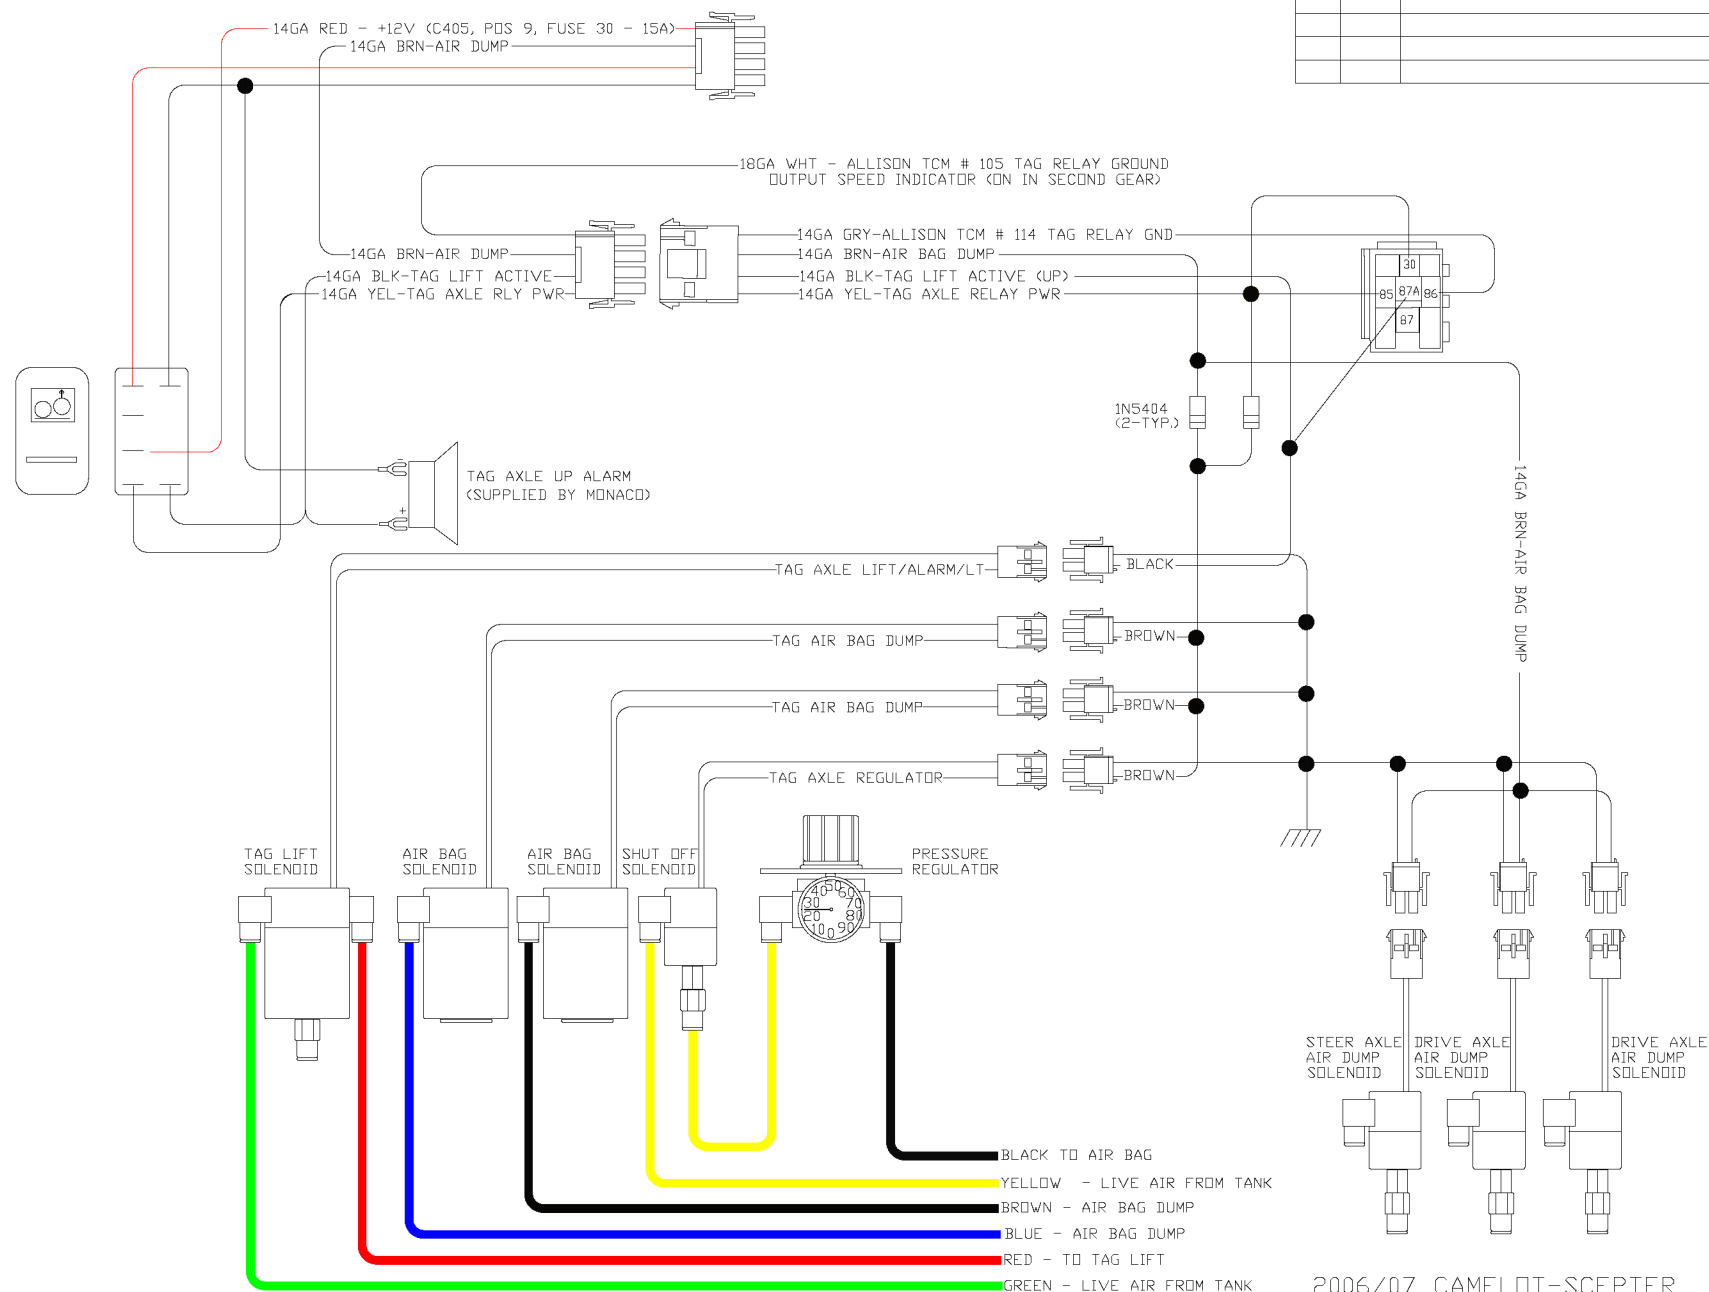 14GA RED - +12V (C405, POS 9, FUSE 30 - 15A)
14GA BRN-AIR DUMP
18GA WHT - ALLISON TCM # 105 TAG RELAY GROUND
OUTPUT SPEED INDICATOR (ON IN SECOND GEAR)
14GA GRY-ALLISON TCM # 114 TAG RELAY GND
14GA BRN-AIR DUMP
14GA BRN-AIR BAG DUMP
14GA BLK-TAG LIFT ACTIVE
14GA BLK-TAG LIFT ACTIVE (UP)
14GA YEL-TAG AXLE RLY PWR
14GA YEL-TAG AXLE RELAY PWR
30
85 87A 86
87
1N5404
(2-TYP.)
-
+
TAG AXLE UP ALARM
(SUPPLIED BY MONACO)
14GA BRN-AIR BAG DUMP
TAG AXLE LIFT/ALARM/LT
BLACK
TAG AIR BAG DUMP
BROWN
TAG AIR BAG DUMP
BROWN
TAG AXLE REGULATOR
BROWN
TAG LIFT
SOLENOID
AIR BAG
SOLENOID
AIR BAG
SOLENOID
SHUT OFF
SOLENOID
PRESSURE
REGULATOR
0 10 20 30 40 50 60 70 80 90
STEER AXLE
AIR DUMP
SOLENOID
DRIVE AXLE
AIR DUMP
SOLENOID
DRIVE AXLE
AIR DUMP
SOLENOID
BLACK TO AIR BAG
YELLOW - LIVE AIR FROM TANK
BROWN - AIR BAG DUMP
BLUE - AIR BAG DUMP
RED - TO TAG LIFT
GREEN - LIVE AIR FROM TANK
2006/07 CAMELOT-SCEPTER